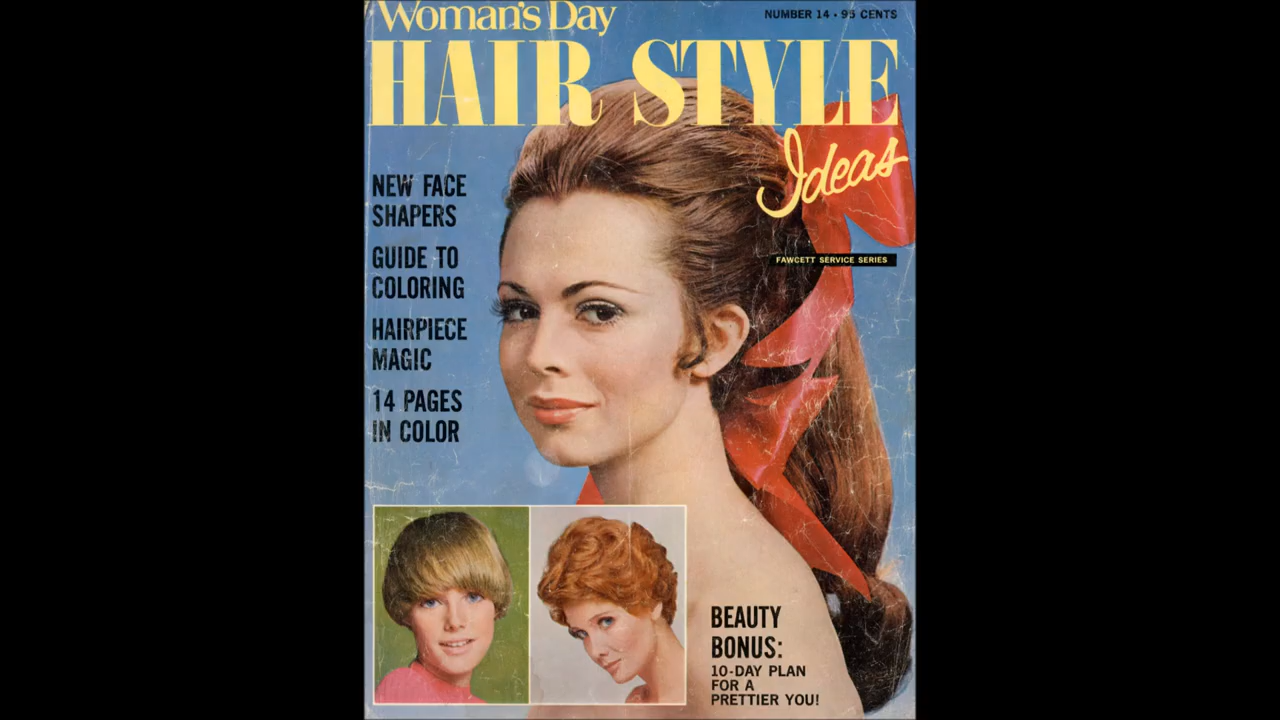 Woman's Day
NUMBER 14 • 95 CENTS
HAIR STYLE
Ideas
FAWCETT SERVICE SERIES
NEW FACE
SHAPERS
GUIDE TO
COLORING
HAIRPIECE
MAGIC
14 PAGES
IN COLOR
BEAUTY
BONUS:
10-DAY PLAN
FOR A
PRETTIER YOU!